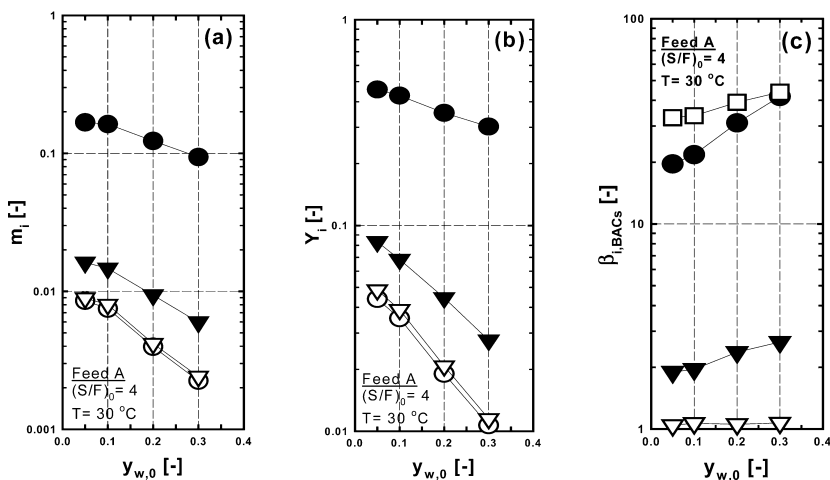 (a)
1
0.1
0.01
0.001
m_i [-]
Feed A
(S/F)_0= 4
T= 30 °C
0.0 0.1 0.2 0.3 0.4
y_w,0 [-]
(b)
1
0.1
0.01
Y_i [-]
Feed A
(S/F)_0= 4
T= 30 °C
0.0 0.1 0.2 0.3 0.4
y_w,0 [-]
(c)
100
10
1
β_i,BACs [-]
Feed A
(S/F)_0= 4
T= 30 °C
0.0 0.1 0.2 0.3 0.4
y_w,0 [-]